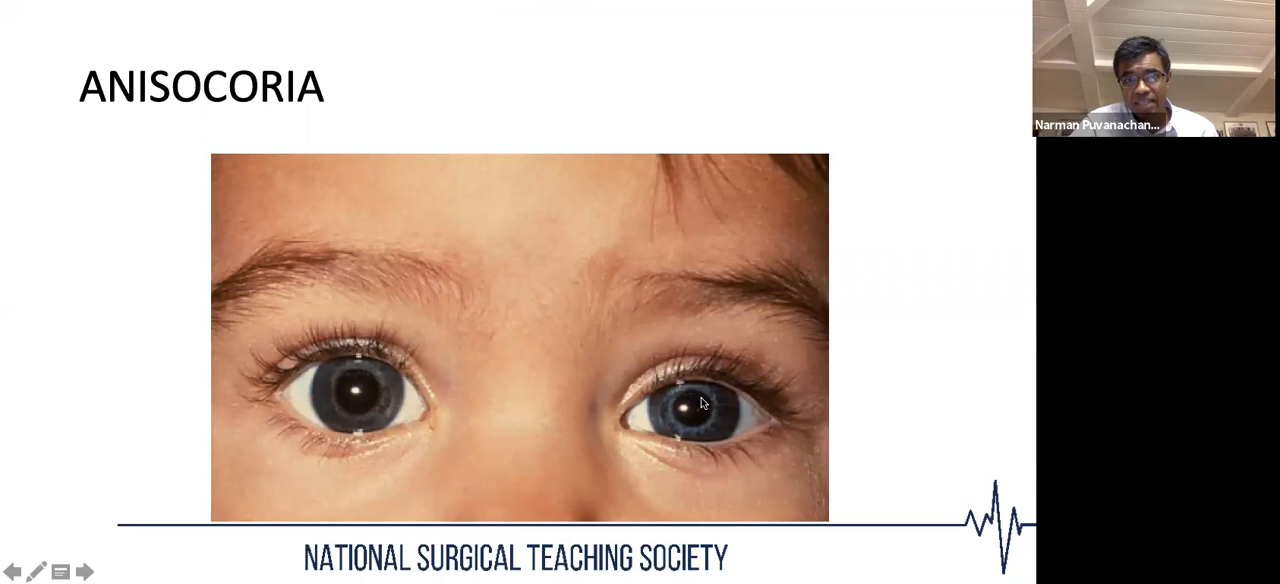 ANISOCORIA
Narman Puvanachan...
NATIONAL SURGICAL TEACHING SOCIETY